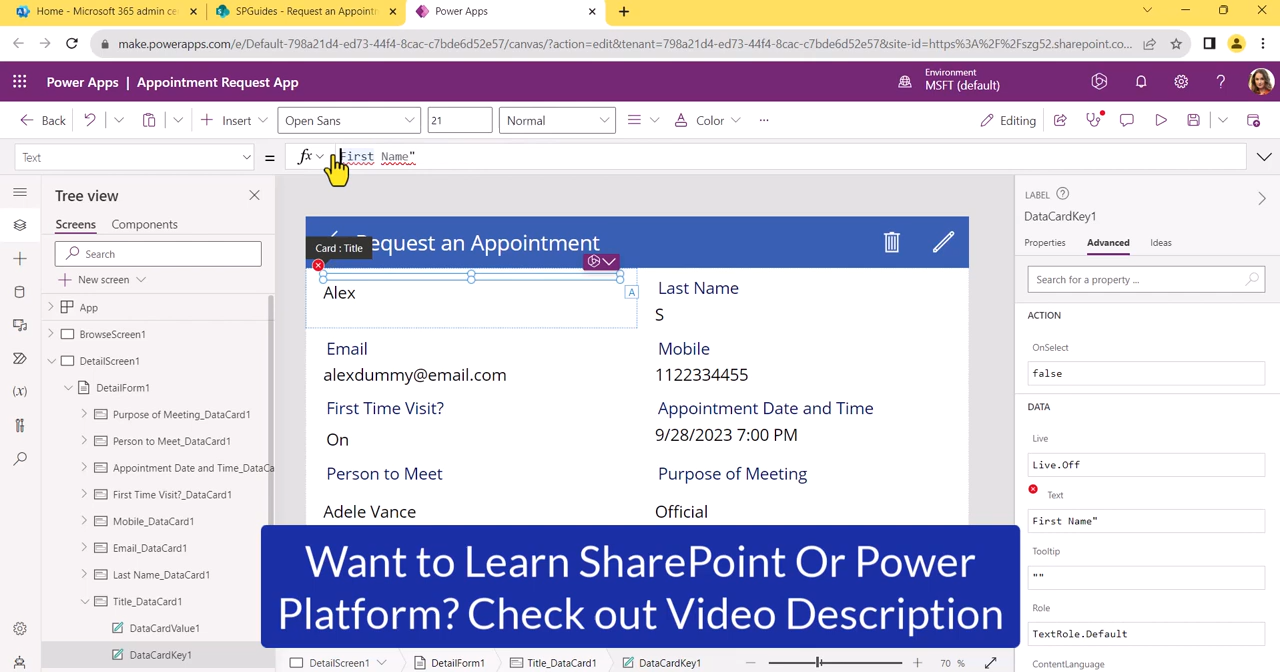 Home - Microsoft 365 admin ce
SPGuides - Request an Appointm
Power Apps
make.powerapps.com/e/Default-798a21d4-ed73-44f4-8cac-c7bde6d52e57/canvas/?action=edit&tenant=798a21d4-ed73-44f4-8cac-c7bde6d52e57&site-id=https%3A%2F%2Fszg52.sharepoint.co...
Power Apps | Appointment Request App
Environment
MSFT (default)
Back
Insert
Open Sans
21
Normal
Color
...
Editing
Text
=
fx
First Name"
Tree view
Screens
Components
Search
New screen
App
BrowseScreen1
DetailScreen1
DetailForm1
Purpose of Meeting_DataCard1
Person to Meet_DataCard1
Appointment Date and Time_DataCa
First Time Visit?_DataCard1
Mobile_DataCard1
Email_DataCard1
Last Name_DataCard1
Title_DataCard1
DataCardValue1
DataCardKey1
Request an Appointment
Card : Title
Alex
A
Last Name
S
Email
alexdummy@email.com
Mobile
1122334455
First Time Visit?
On
Appointment Date and Time
9/28/2023 7:00 PM
Person to Meet
Adele Vance
Purpose of Meeting
Official
Want to Learn SharePoint Or Power
Platform? Check out Video Description
LABEL
DataCardKey1
Properties
Advanced
Ideas
Search for a property ...
ACTION
OnSelect
false
DATA
Live
Live.Off
Text
First Name"
Tooltip
""
Role
TextRole.Default
ContentLanguage
DetailScreen1
DetailForm1
Title_DataCard1
DataCardKey1
70 %